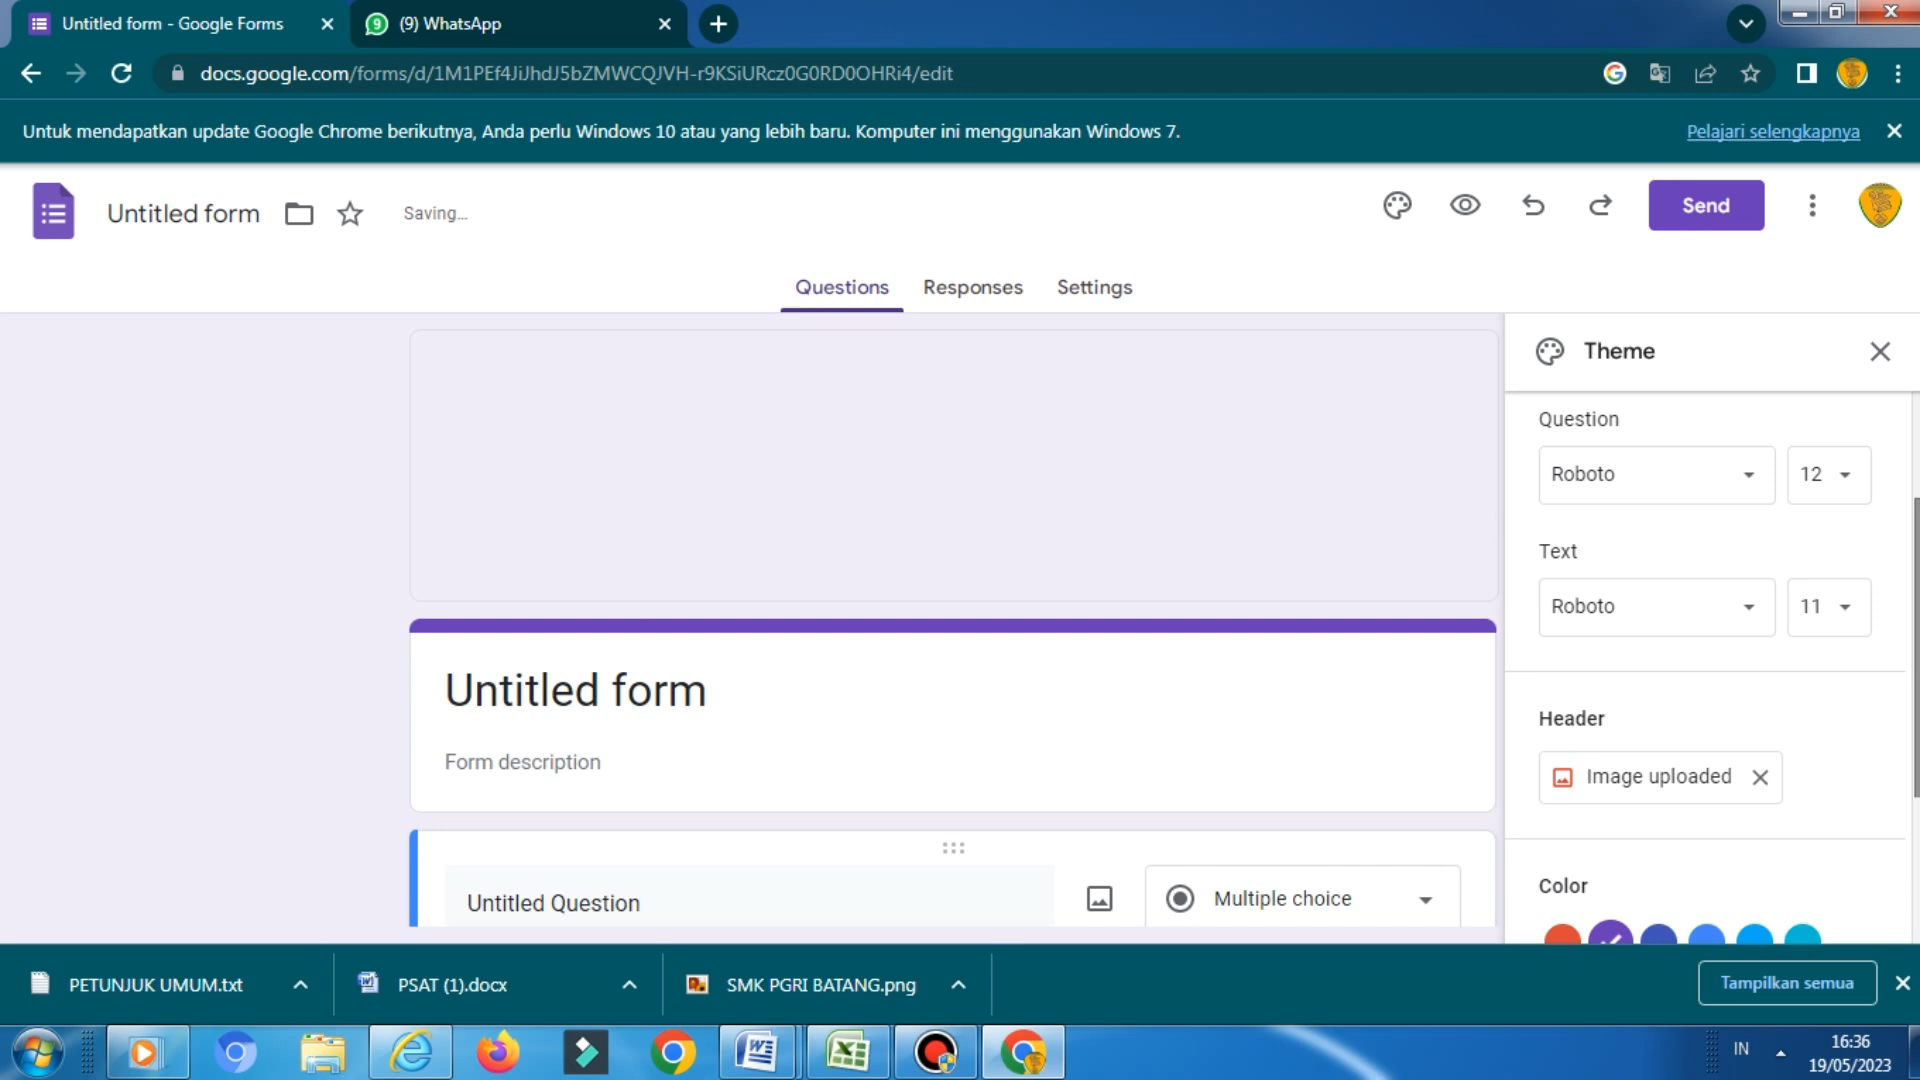 Untitled form - Google Forms
(9) WhatsApp
docs.google.com/forms/d/1M1PEf4JiJhdJ5bZMWCQJVH-r9KSiURcz0G0RD0OHRi4/edit
Untuk mendapatkan update Google Chrome berikutnya, Anda perlu Windows 10 atau yang lebih baru. Komputer ini menggunakan Windows 7.
Pelajari selengkapnya
Untitled form
Saving...
Send
Questions
Responses
Settings
Theme
Question
Roboto
12
Text
Roboto
11
Header
Image uploaded
Color
Untitled form
Form description
Untitled Question
Multiple choice
PETUNJUK UMUM.txt
PSAT (1).docx
SMK PGRI BATANG.png
Tampilkan semua
IN
16:36
19/05/2023